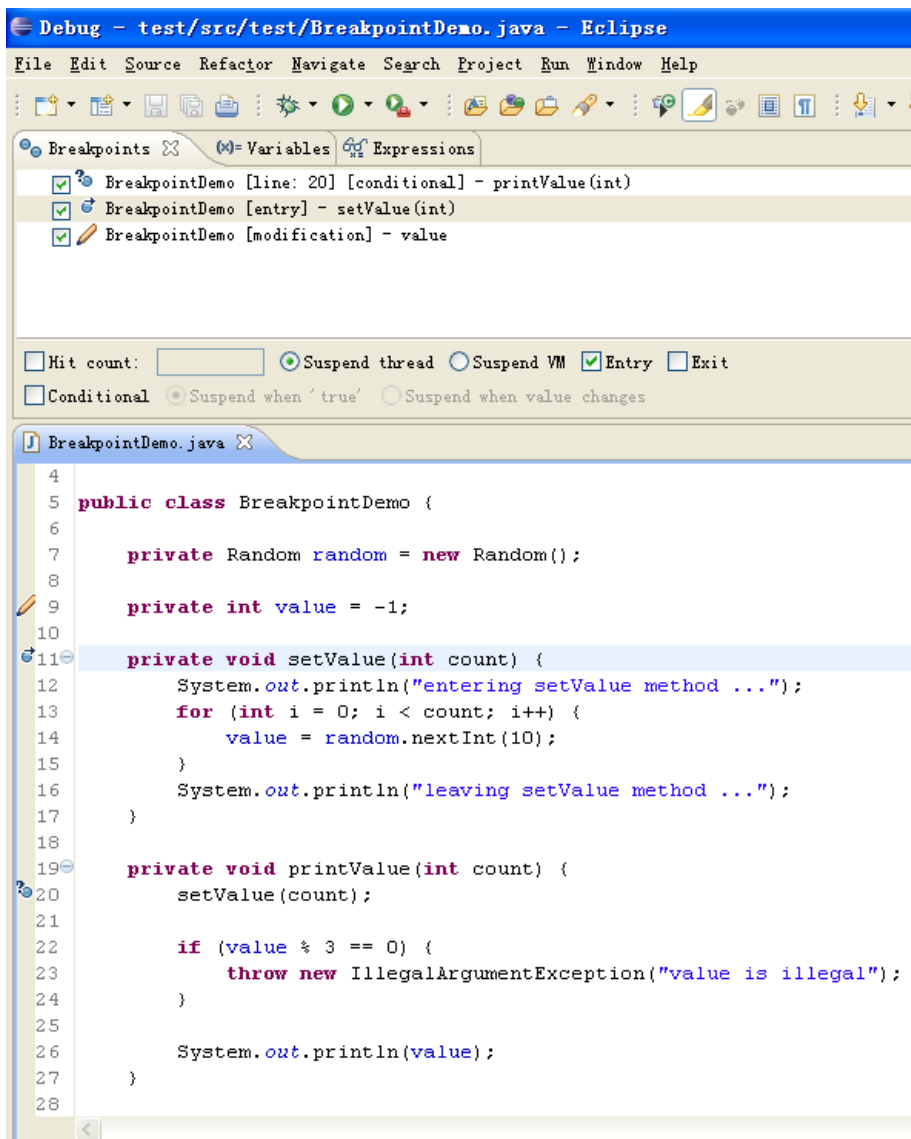 Debug - test/src/test/BreakpointDemo.java - Eclipse
File Edit Source Refactor Navigate Search Project Run Window Help
Breakpoints (x)= Variables Expressions
BreakpointDemo [line: 20] [conditional] - printValue(int)
BreakpointDemo [entry] - setValue(int)
BreakpointDemo [modification] - value
Hit count: Suspend thread Suspend VM Entry Exit
Conditional Suspend when 'true' Suspend when value changes
BreakpointDemo.java
4
5 public class BreakpointDemo {
6
7 private Random random = new Random();
8
9 private int value = -1;
10
11 private void setValue(int count) {
12 System.out.println("entering setValue method ...");
13 for (int i = 0; i < count; i++) {
14 value = random.nextInt(10);
15 }
16 System.out.println("leaving setValue method ...");
17 }
18
19 private void printValue(int count) {
20 setValue(count);
21
22 if (value % 3 == 0) {
23 throw new IllegalArgumentException("value is illegal");
24 }
25
26 System.out.println(value);
27 }
28